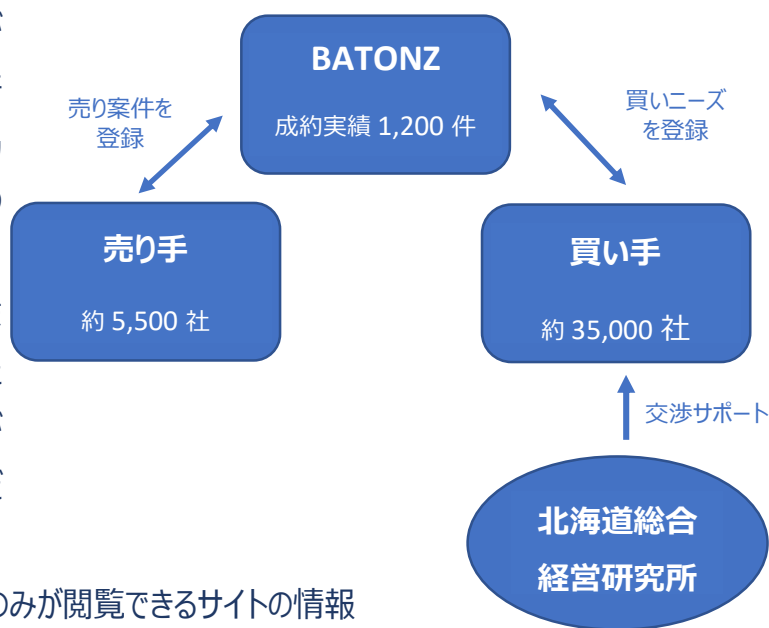 BATONZ
成約実績 1,200 件
売り案件を
登録
買いニーズ
を登録
売り手
約 5,500 社
買い手
約 35,000 社
交渉サポート
北海道総合
経営研究所
のみが閲覧できるサイトの情報